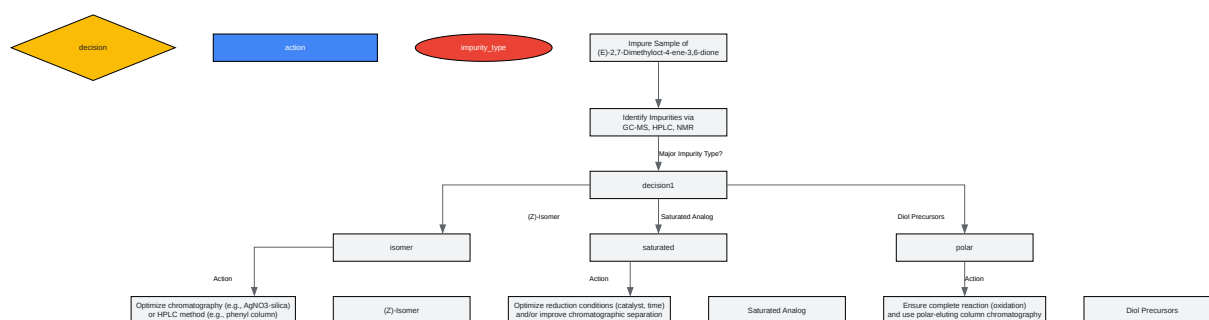 decision
action
impurity_type
Impure Sample of
(E)-2,7-Dimethyloct-4-ene-3,6-dione
Identify Impurities via
GC-MS, HPLC, NMR
Major Impurity Type?
decision1
(Z)-Isomer
Saturated Analog
Diol Precursors
isomer
saturated
polar
Action
Action
Action
Optimize chromatography (e.g., AgNO3-silica)
or HPLC method (e.g., phenyl column)
(Z)-Isomer
Optimize reduction conditions (catalyst, time)
and/or improve chromatographic separation
Saturated Analog
Ensure complete reaction (oxidation)
and use polar-eluting column chromatography
Diol Precursors